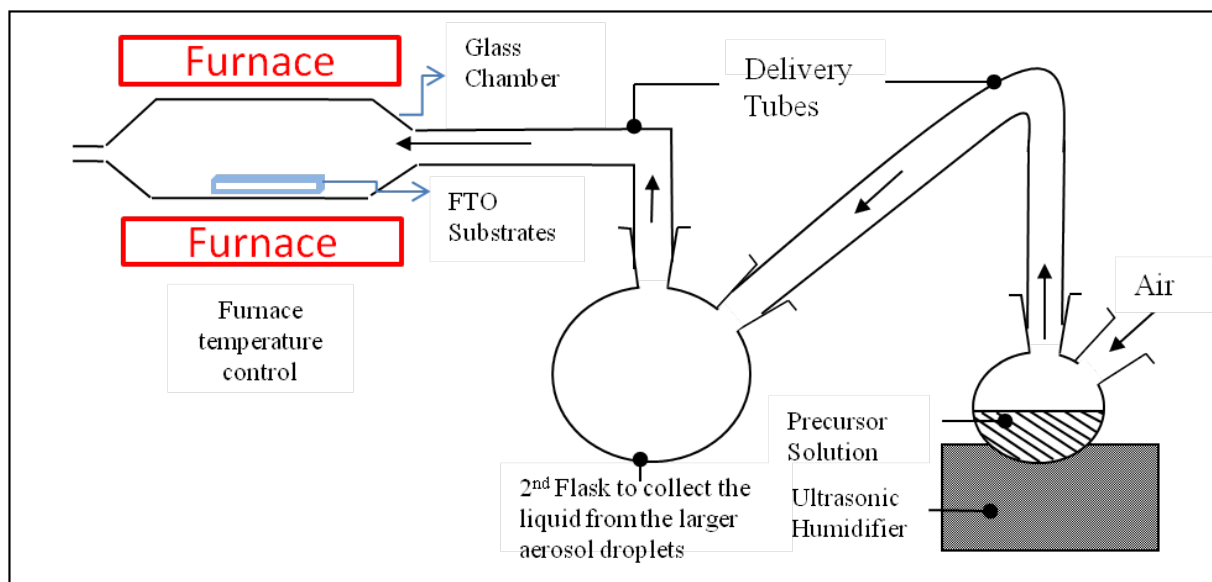 Furnace
Glass
Chamber
Delivery
Tubes
FTO
Substrates
Furnace
Air
Furnace
temperature
control
Precursor
Solution
2nd Flask to collect the
liquid from the larger
aerosol droplets
Ultrasonic
Humidifier